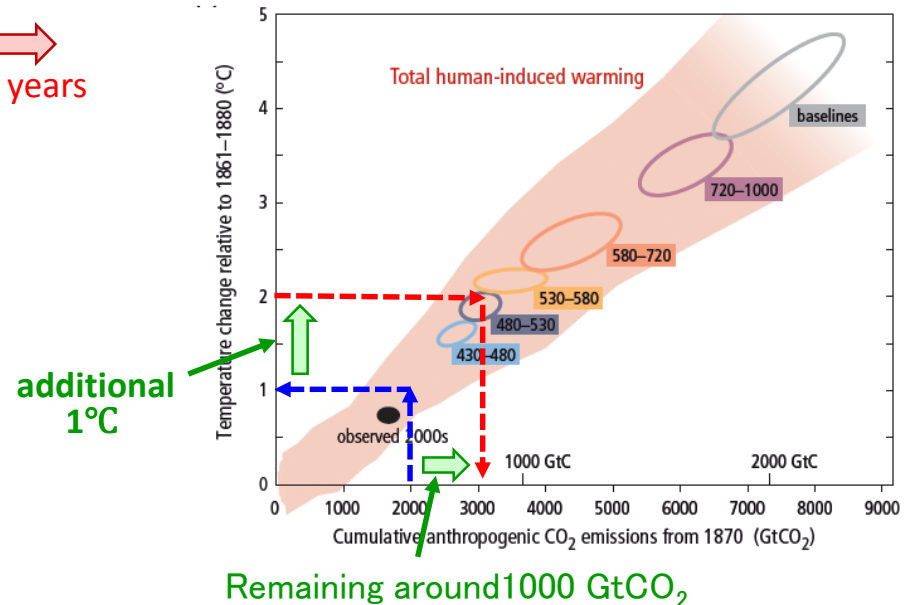 years
Total human-induced warming
Temperature change relative to 1861–1880 (°C)
5
4
3
2
1
0
baselines
720–1000
580–720
530–580
480–530
430–480
observed 2000s
additional
1℃
1000 GtC
2000 GtC
0 1000 2000 3000 4000 5000 6000 7000 8000 9000
Cumulative anthropogenic CO₂ emissions from 1870 (GtCO₂)
Remaining around1000 GtCO₂